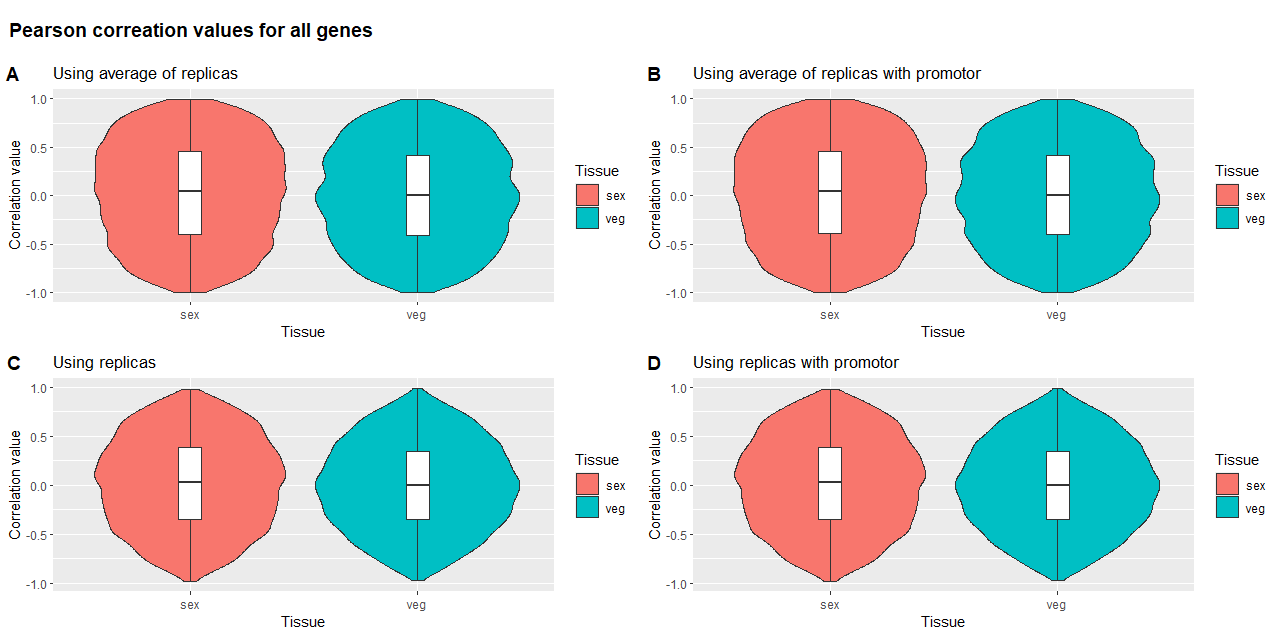 Pearson correation values for all genes
A
Using average of replicas
Correlation value
1.0
0.5
0.0
-0.5
-1.0
sex
veg
Tissue
Tissue
sex
veg
B
Using average of replicas with promotor
Correlation value
1.0
0.5
0.0
-0.5
-1.0
sex
veg
Tissue
Tissue
sex
veg
C
Using replicas
Correlation value
1.0
0.5
0.0
-0.5
-1.0
sex
veg
Tissue
Tissue
sex
veg
D
Using replicas with promotor
Correlation value
1.0
0.5
0.0
-0.5
-1.0
sex
veg
Tissue
Tissue
sex
veg